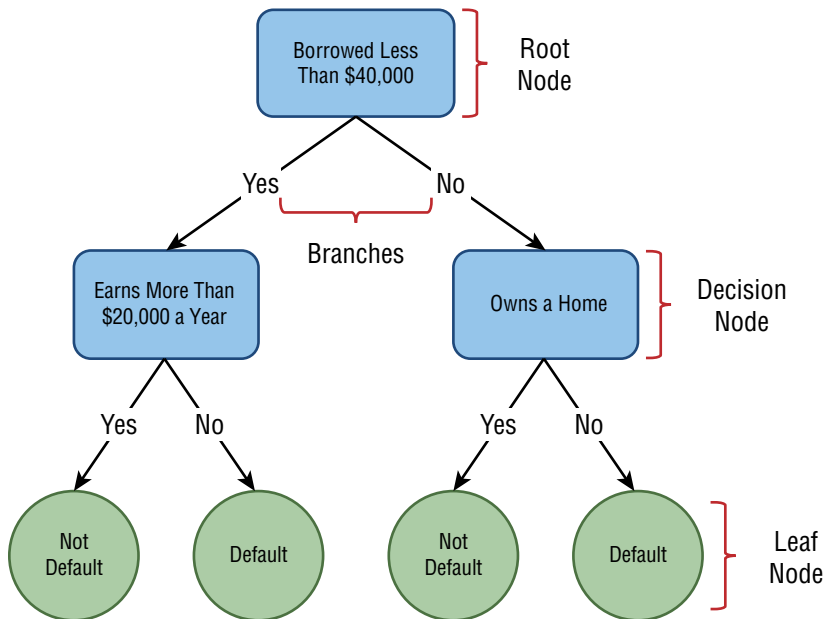 Borrowed Less
Than $40,000
Root
Node
Yes
No
Branches
Earns More Than
$20,000 a Year
Owns a Home
Decision
Node
Yes
No
Yes
No
Not
Default
Default
Not
Default
Default
Leaf
Node